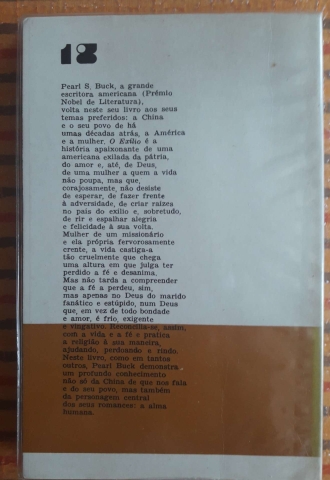 18
Pearl S. Buck, a grande
escritora americana (Prémio
Nobel de Literatura),
volta neste seu livro aos seus
temas preferidos: a China
e o seu povo de há
umas décadas atrás, a América
e a mulher. O Exílio é a
história apaixonante de uma
americana exilada da pátria,
do amor e, até, de Deus,
de uma mulher a quem a vida
não poupa, mas que,
corajosamente, não desiste
de esperar, de fazer frente
à adversidade, de criar raízes
no país do exílio e, sobretudo,
de rir e espalhar alegria
e felicidade à sua volta.
Mulher de um missionário
e ela própria fervorosamente
crente, a vida castiga-a
tão cruelmente que chega
uma altura em que julga ter
perdido a fé e desanima.
Mas não tarda a compreender
que a fé a perdeu, sim,
mas apenas no Deus do marido
fanático e estúpido, num Deus
que, em vez de todo bondade
e amor, é frio, exigente
e vingativo. Reconcilia-se, assim,
com a vida e a fé e pratica
a religião à sua maneira,
ajudando, perdoando e rindo.
Neste livro, como em tantos
outros, Pearl Buck demonstra
um profundo conhecimento
não só da China de que nos fala
e do seu povo, mas também
da personagem central
dos seus romances: a alma
humana.